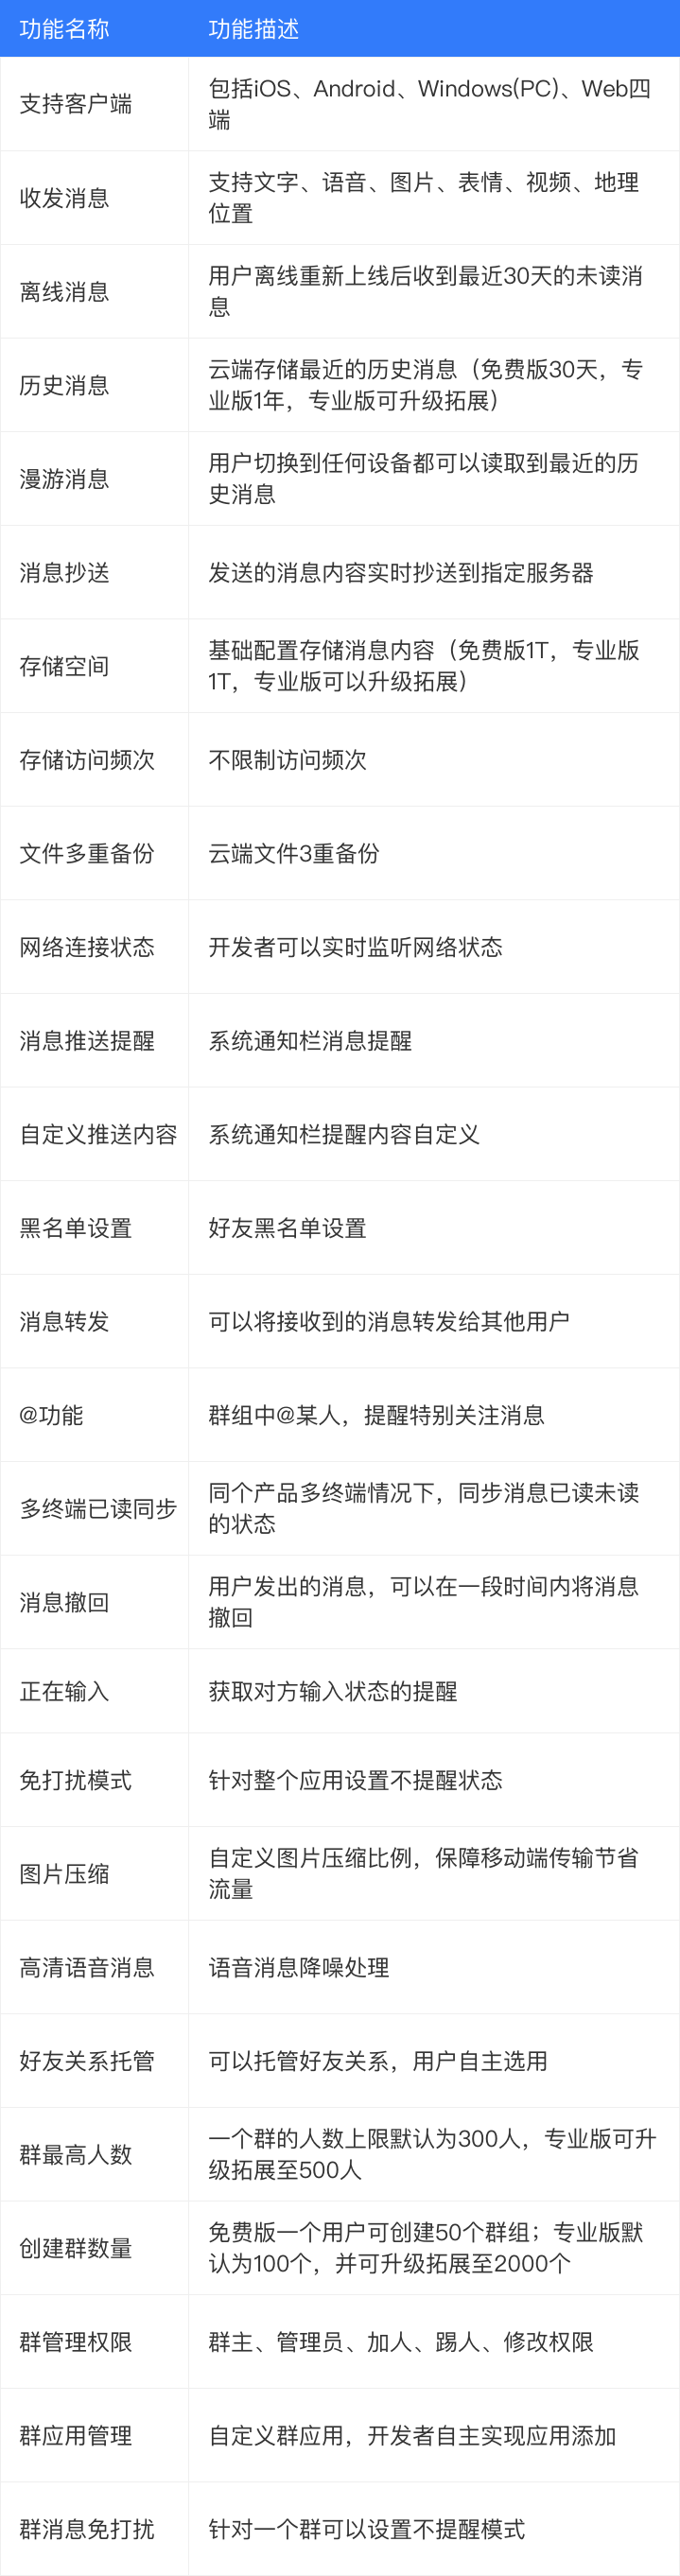 功能名称
功能描述
支持客户端
包括iOS、Android、Windows(PC)、Web四
端
收发消息
支持文字、语音、图片、表情、视频、地理
位置
离线消息
用户离线重新上线后收到最近30天的未读消
息
历史消息
云端存储最近的历史消息（免费版30天，专
业版1年，专业版可升级拓展）
漫游消息
用户切换到任何设备都可以读取到最近的历
史消息
消息抄送
发送的消息内容实时抄送到指定服务器
存储空间
基础配置存储消息内容（免费版1T，专业版
1T，专业版可以升级拓展）
存储访问频次
不限制访问频次
文件多重备份
云端文件3重备份
网络连接状态
开发者可以实时监听网络状态
消息推送提醒
系统通知栏消息提醒
自定义推送内容
系统通知栏提醒内容自定义
黑名单设置
好友黑名单设置
消息转发
可以将接收到的消息转发给其他用户
@功能
群组中@某人，提醒特别关注消息
多终端已读同步
同个产品多终端情况下，同步消息已读未读
的状态
消息撤回
用户发出的消息，可以在一段时间内将消息
撤回
正在输入
获取对方输入状态的提醒
免打扰模式
针对整个应用设置不提醒状态
图片压缩
自定义图片压缩比例，保障移动端传输节省
流量
高清语音消息
语音消息降噪处理
好友关系托管
可以托管好友关系，用户自主选用
群最高人数
一个群的人数上限默认为300人，专业版可升
级拓展至500人
创建群数量
免费版一个用户可创建50个群组；专业版默
认为100个，并可升级拓展至2000个
群管理权限
群主、管理员、加人、踢人、修改权限
群应用管理
自定义群应用，开发者自主实现应用添加
群消息免打扰
针对一个群可以设置不提醒模式